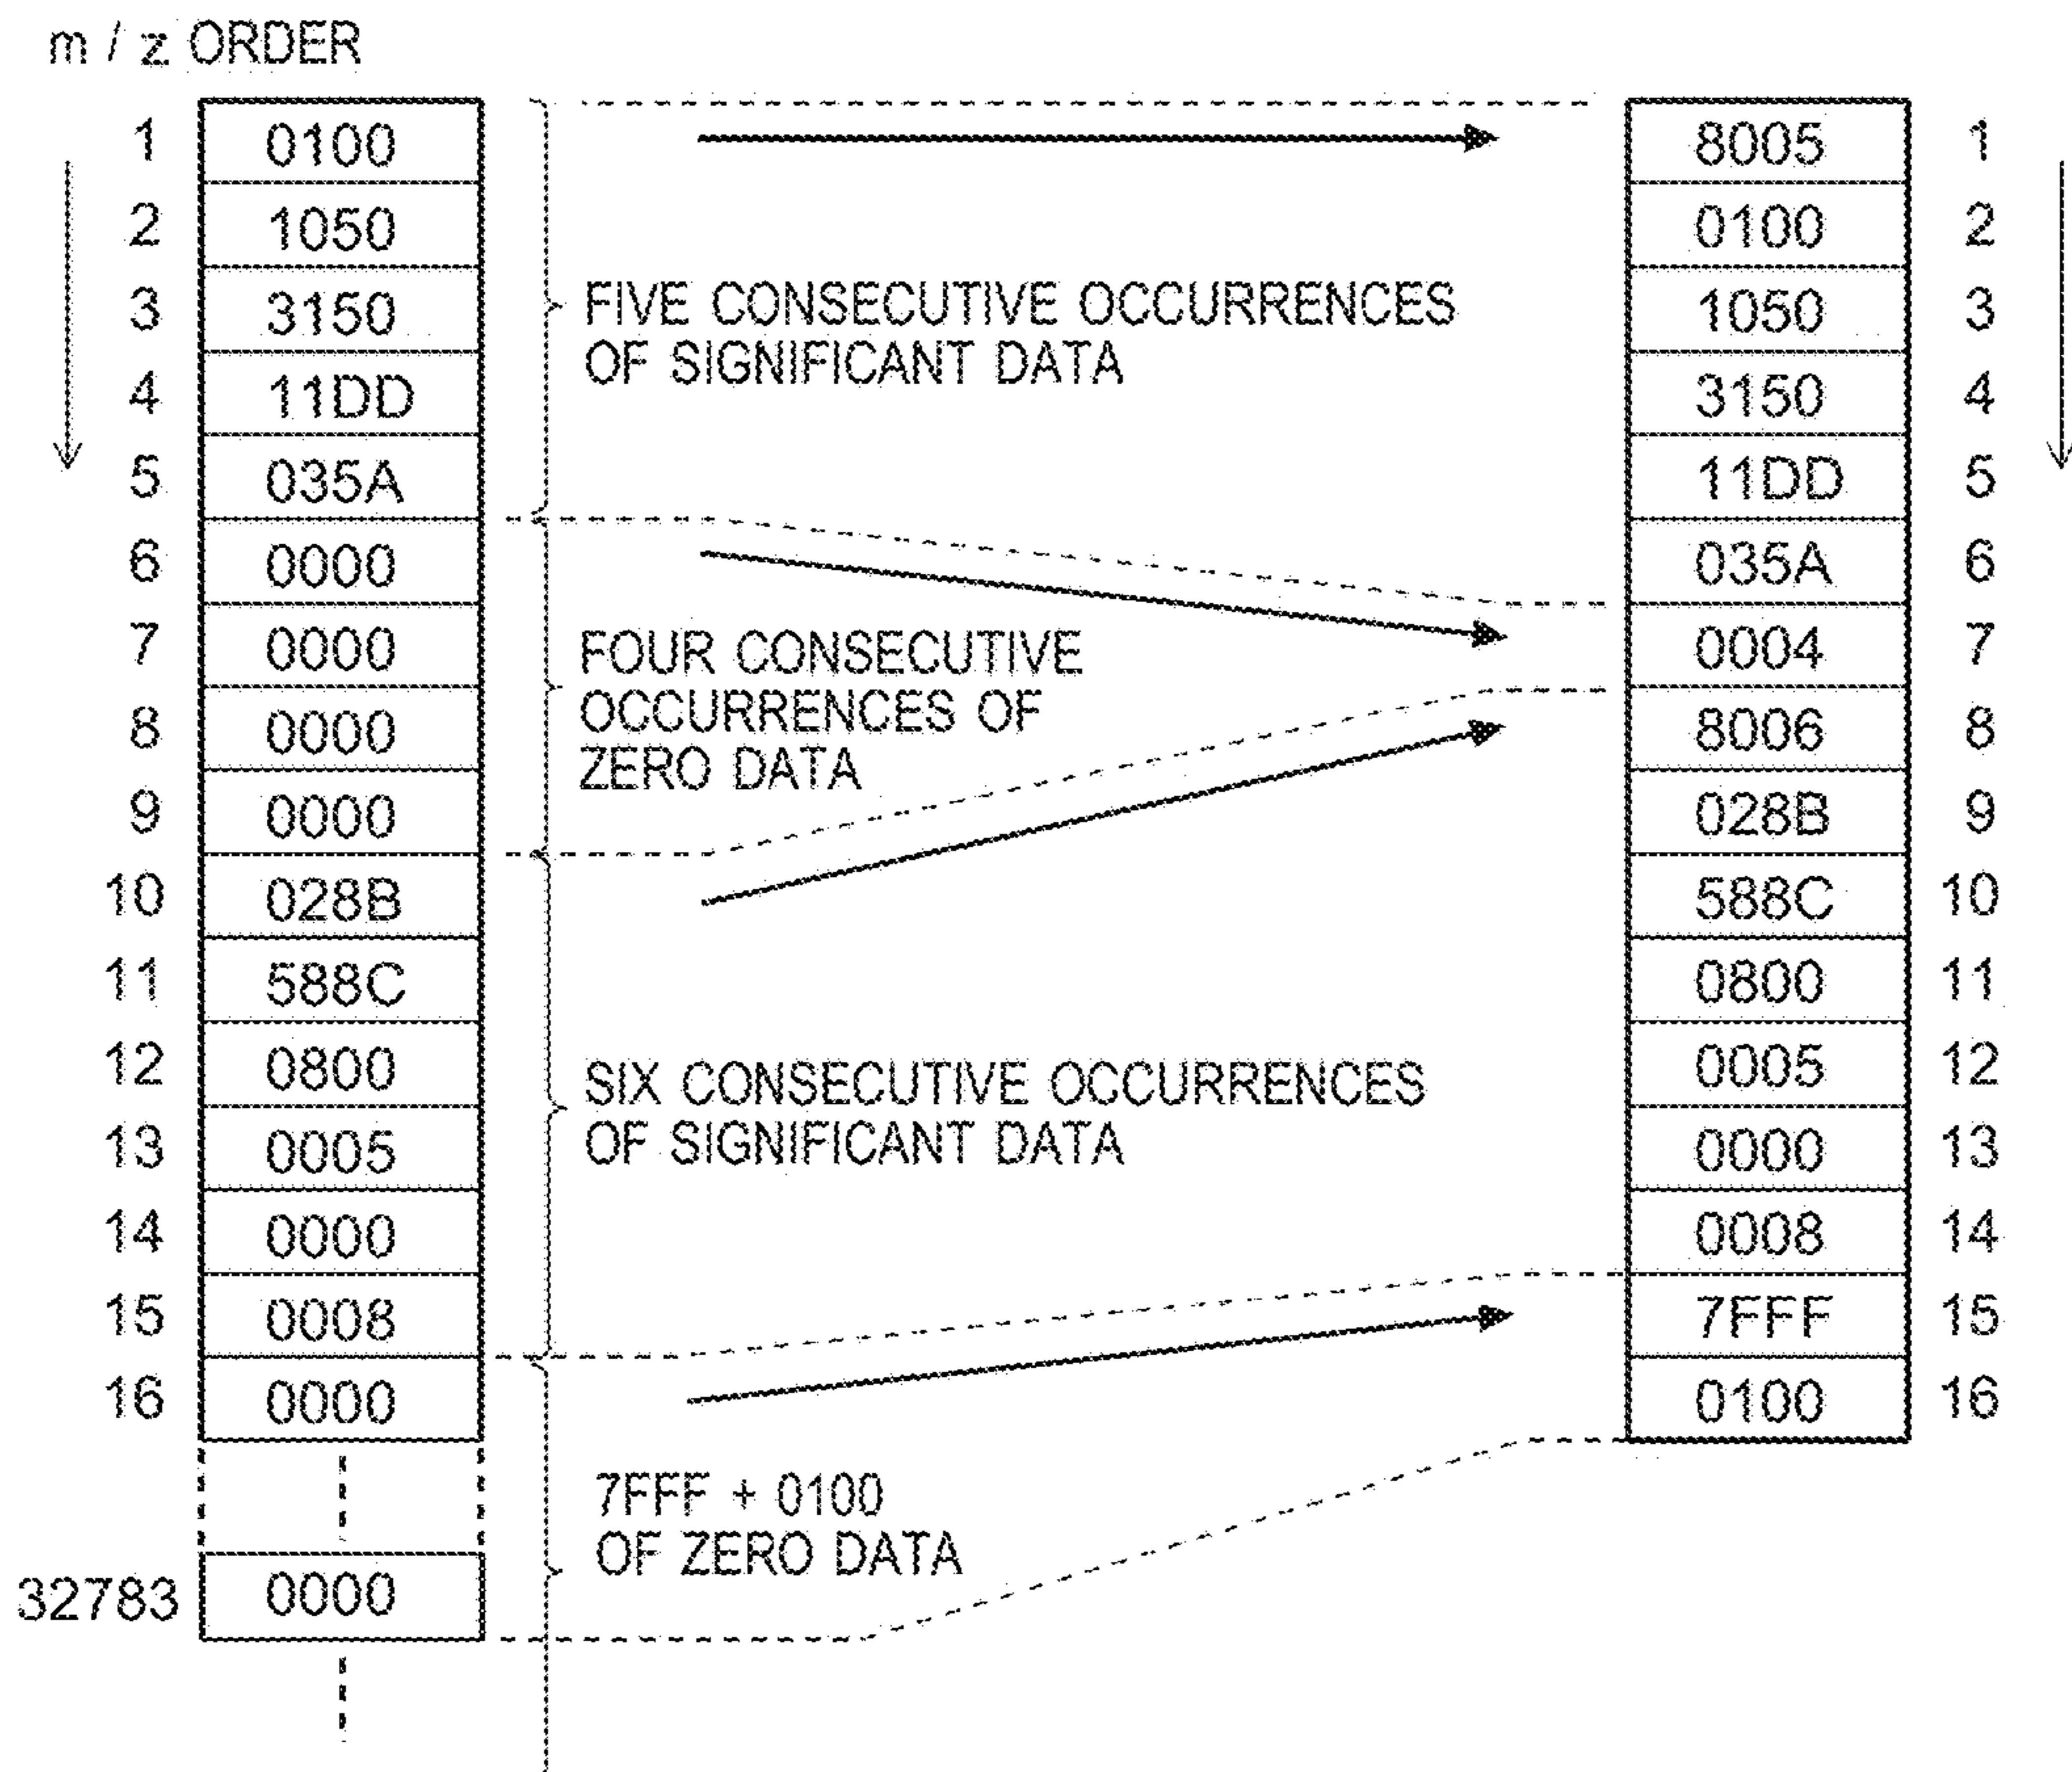 m / z ORDER
1 0100
2 1050
3 3150
4 11DD
5 035A
6 0000
7 0000
8 0000
9 0000
10 028B
11 588C
12 0800
13 0005
14 0000
15 0008
16 0000
32783 0000
FIVE CONSECUTIVE OCCURRENCES
OF SIGNIFICANT DATA
FOUR CONSECUTIVE
OCCURRENCES OF
ZERO DATA
SIX CONSECUTIVE OCCURRENCES
OF SIGNIFICANT DATA
7FFF + 0100
OF ZERO DATA
8005 1
0100 2
1050 3
3150 4
11DD 5
035A 6
0004 7
8006 8
028B 9
588C 10
0800 11
0005 12
0000 13
0008 14
7FFF 15
0100 16